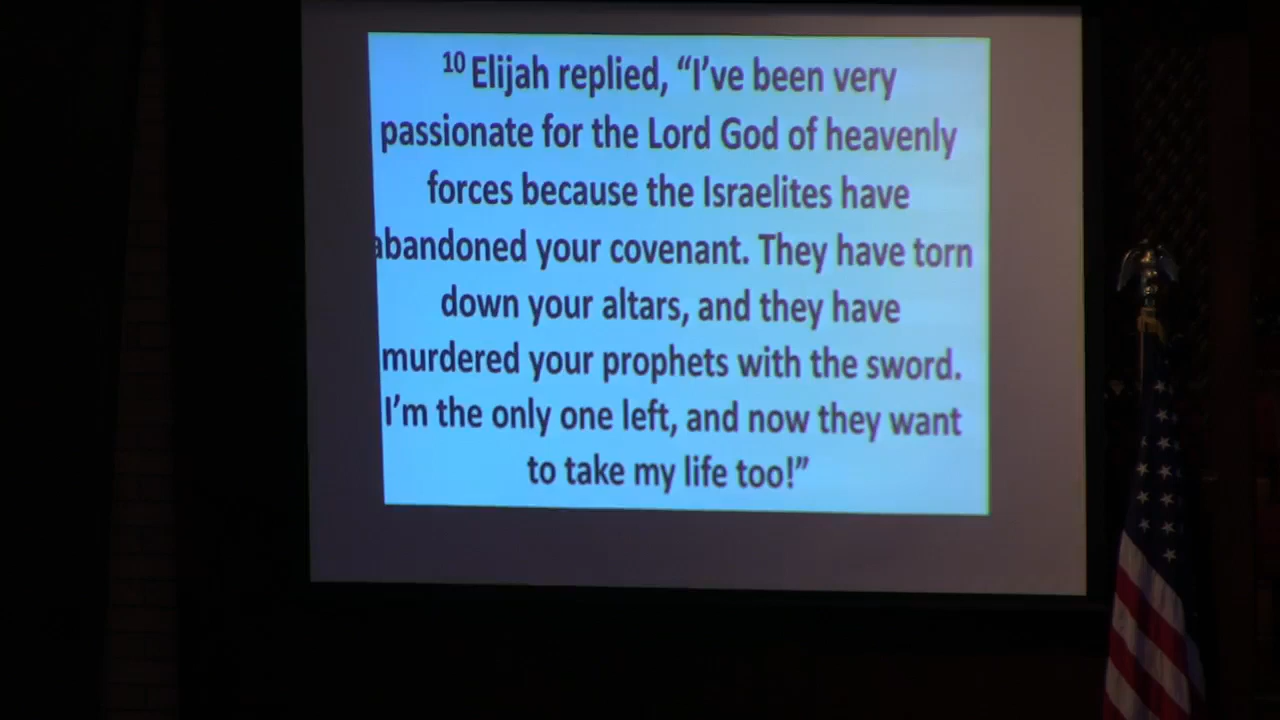 10 Elijah replied, “I’ve been very
passionate for the Lord God of heavenly
forces because the Israelites have
abandoned your covenant. They have torn
down your altars, and they have
murdered your prophets with the sword.
I’m the only one left, and now they want
to take my life too!”